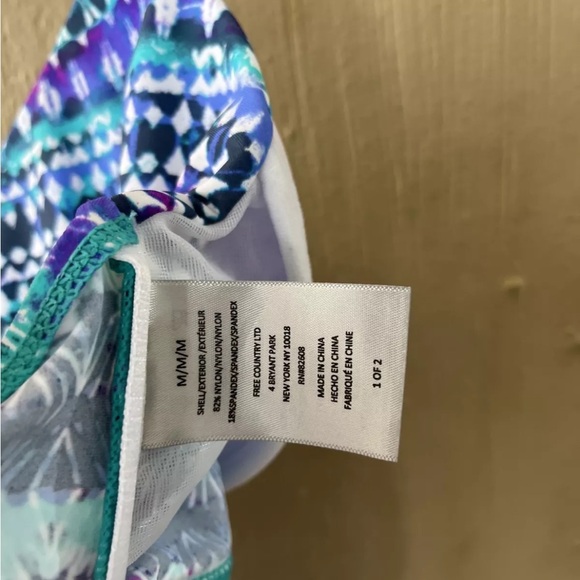 M/M/M
SHELL/EXTERIOR/EXTÉRIEUR
82% NYLON/NYLON/NYLON
18%SPANDEX/SPANDEX/SPANDEX
FREE COUNTRY LTD
4 BRYANT PARK
NEW YORK NY 10018
RN#82608
MADE IN CHINA
HECHO EN CHINA
FABRIQUÉ EN CHINE
1 OF 2